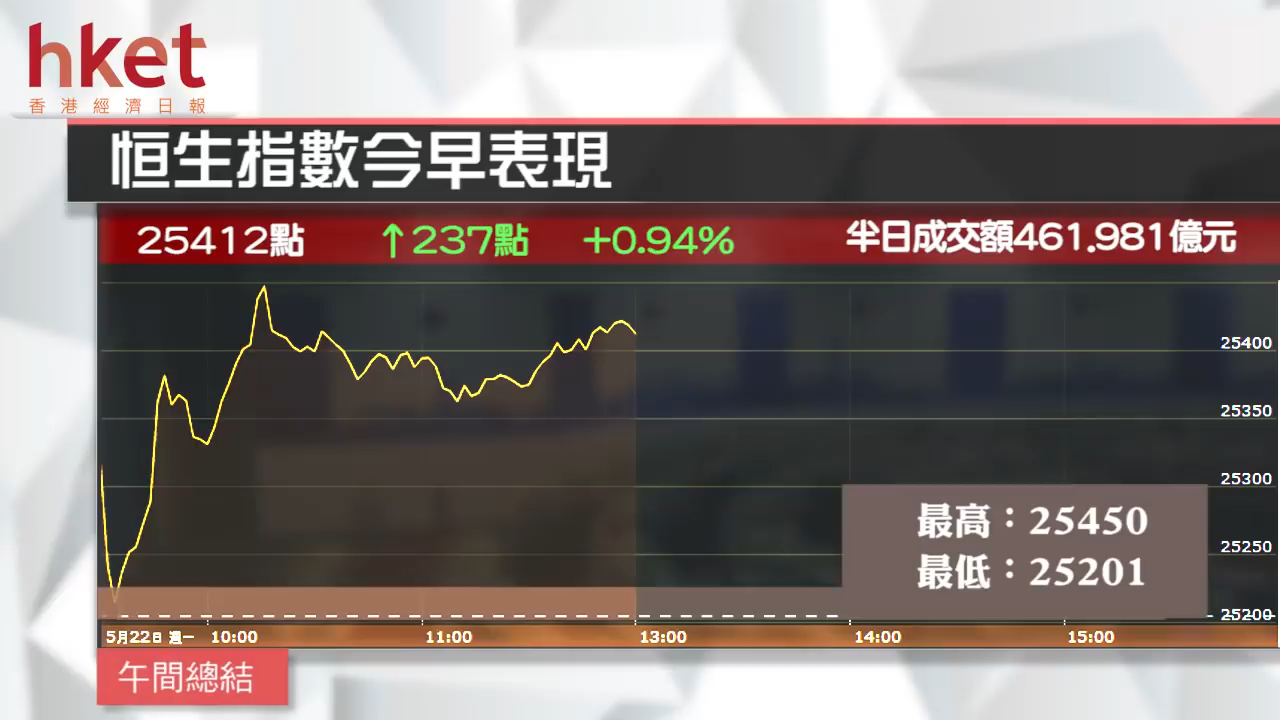 hket
香港經濟日報
恒生指數今早表現
25412點 ↑237點 +0.94% 半日成交額461.981億元
25400
25350
25300
最高：25450
25250
最低：25201
25200
5月22日 週一 10:00 11:00 13:00 14:00 15:00
午間總結